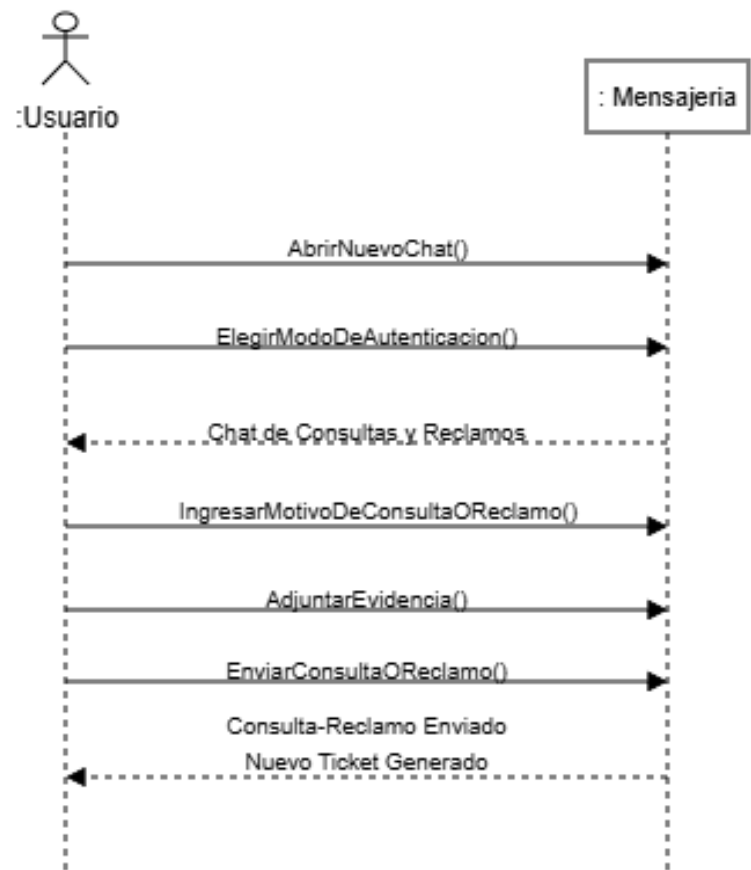 :Usuario
: Mensajeria
AbrirNuevoChat()
ElegirModoDeAutenticacion()
Chat de Consultas y Reclamos
IngresarMotivoDeConsultaOReclamo()
AdjuntarEvidencia()
EnviarConsultaOReclamo()
Consulta-Reclamo Enviado
Nuevo Ticket Generado